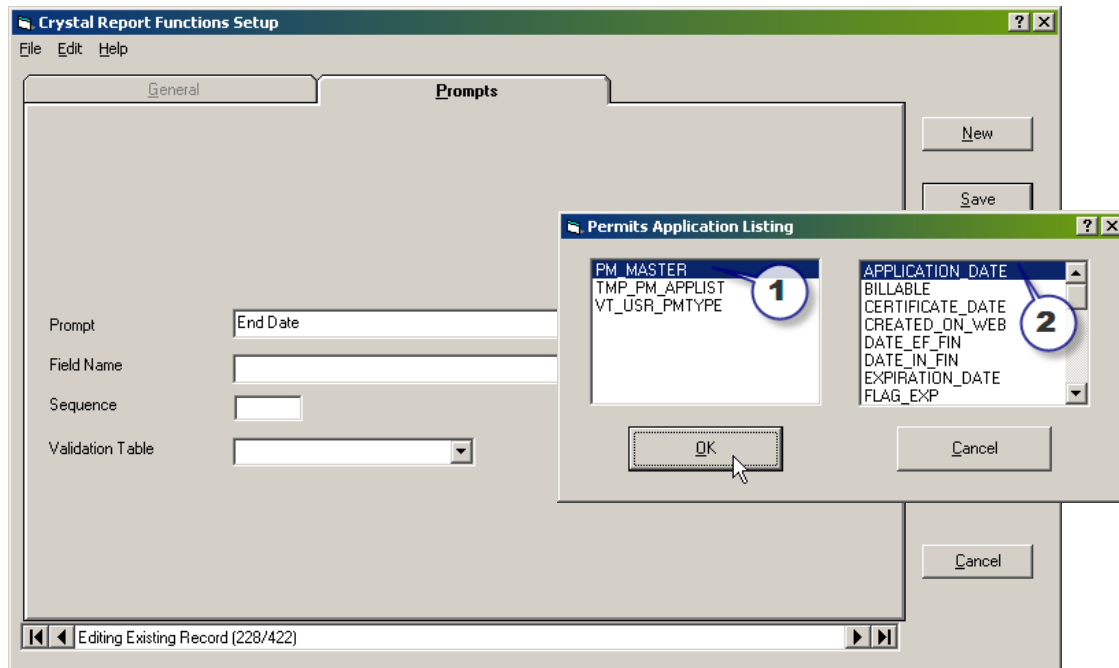 Crystal Report Functions Setup
File Edit Help
General
Prompts
New
Save
Permits Application Listing
PM_MASTER
TMP_PM_APPLIST
VT_USR_PMTYPE
1
APPLICATION_DATE
BILLABLE
CERTIFICATE_DATE
CREATED_ON_WEB
DATE_EF_FIN
DATE_IN_FIN
EXPIRATION_DATE
FLAG_EXP
2
OK
Cancel
Prompt
End Date
Field Name
Sequence
Validation Table
Cancel
Editing Existing Record (228/422)